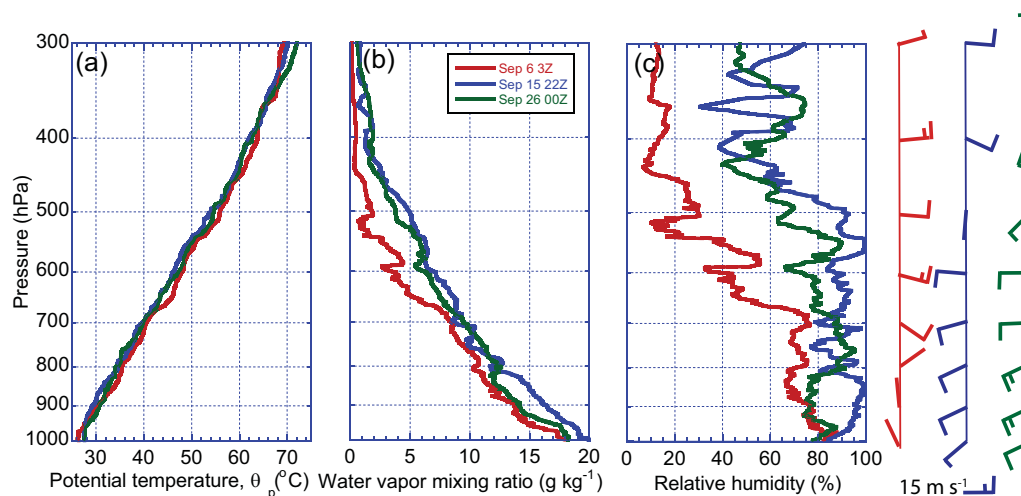 (a)
(b)
(c)
Sep 6 3Z
Sep 15 22Z
Sep 26 00Z
Pressure (hPa)
300
400
500
600
700
800
900
1000
30 40 50 60 70
0 5 10 15 20
0 20 40 60 80 100
Potential temperature, θ p(°C)
Water vapor mixing ratio (g kg-1)
Relative humidity (%)
15 m s-1